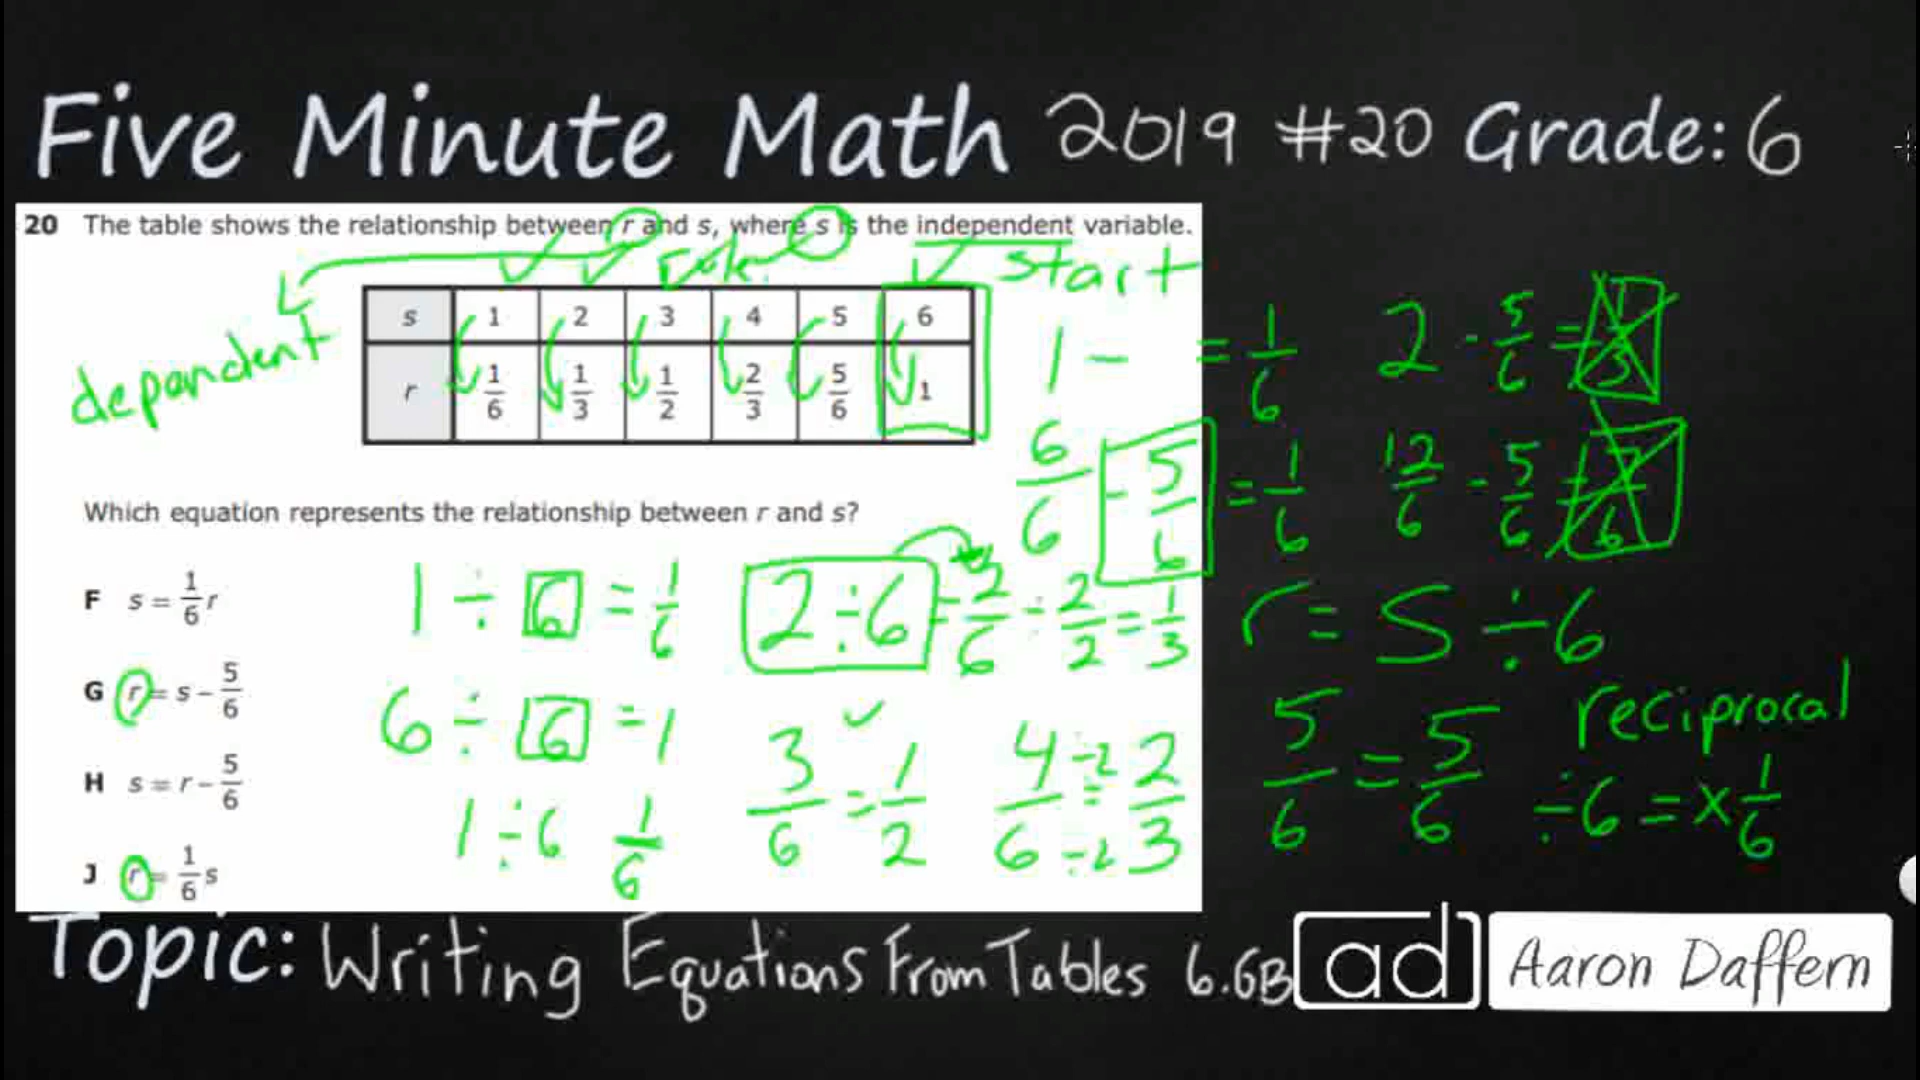 Five Minute Math 2019 #20 Grade: 6
20 The table shows the relationship between r and s, where s is the independent variable.
start
dependent
s 1 2 3 4 5 6
r 1/6 1/3 1/2 2/3 5/6 1
1 - = 1/6
2 - 5/6 =
6/6 - 5/6 = 1/6
12/6 - 5/6 =
Which equation represents the relationship between r and s?
F s = 1/6 r
G r = s - 5/6
H s = r - 5/6
J r = 1/6 s
1 ÷ 6 = 1/6
2 ÷ 6 = 2/6 ÷ 2/2 = 1/3
r = s ÷ 6
6 ÷ 6 = 1
3/6 = 1/2
4/6 ÷2 ÷2 = 2/3
5/6 = 5/6
reciprocal
÷6 = x 1/6
1 ÷ 6 1/6
Topic: Writing Equations From Tables 6.6B ad Aaron Daffern